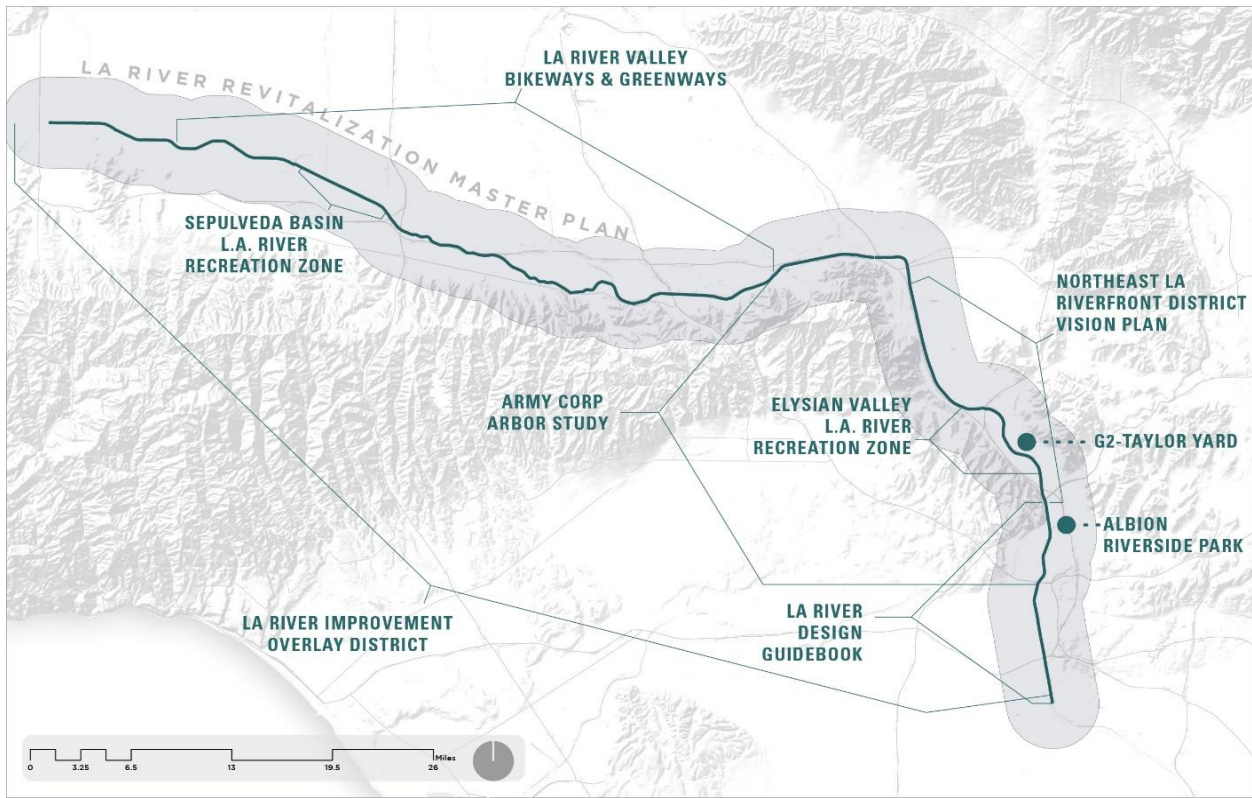 LA RIVER REVITALIZATION MASTER PLAN
LA RIVER VALLEY
BIKEWAYS & GREENWAYS
SEPULVEDA BASIN
L.A. RIVER
RECREATION ZONE
NORTHEAST LA
RIVERFRONT DISTRICT
VISION PLAN
ARMY CORP
ARBOR STUDY
ELYSIAN VALLEY
L.A. RIVER
RECREATION ZONE
G2-TAYLOR YARD
ALBION
RIVERSIDE PARK
LA RIVER IMPROVEMENT
OVERLAY DISTRICT
LA RIVER
DESIGN
GUIDEBOOK
Miles
0 3.25 6.5 13 19.5 26